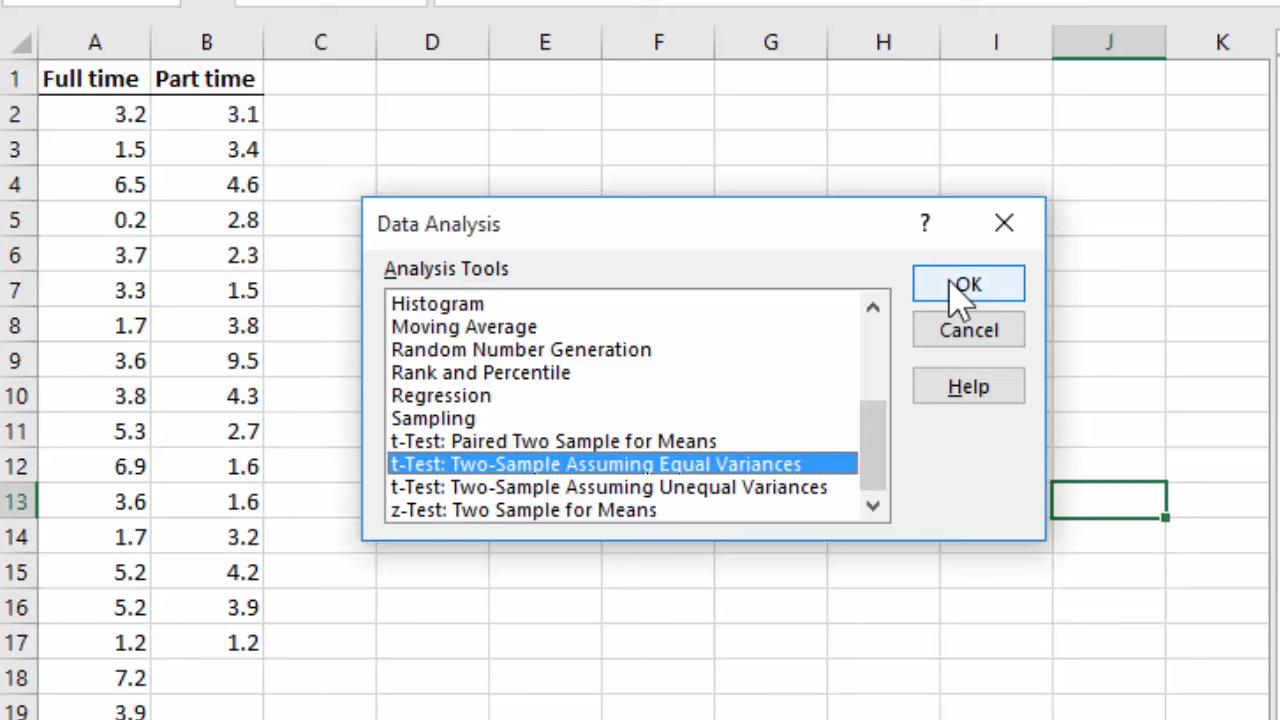 A B C D E F G H I J K
1 Full time Part time
2 3.2 3.1
3 1.5 3.4
4 6.5 4.6
5 0.2 2.8
6 3.7 2.3
7 3.3 1.5
8 1.7 3.8
9 3.6 9.5
10 3.8 4.3
11 5.3 2.7
12 6.9 1.6
13 3.6 1.6
14 1.7 3.2
15 5.2 4.2
16 5.2 3.9
17 1.2 1.2
18 7.2
19 3.9
Data Analysis ?
Analysis Tools
Histogram
Moving Average
Random Number Generation
Rank and Percentile
Regression
Sampling
t-Test: Paired Two Sample for Means
t-Test: Two-Sample Assuming Equal Variances
t-Test: Two-Sample Assuming Unequal Variances
z-Test: Two Sample for Means
OK
Cancel
Help